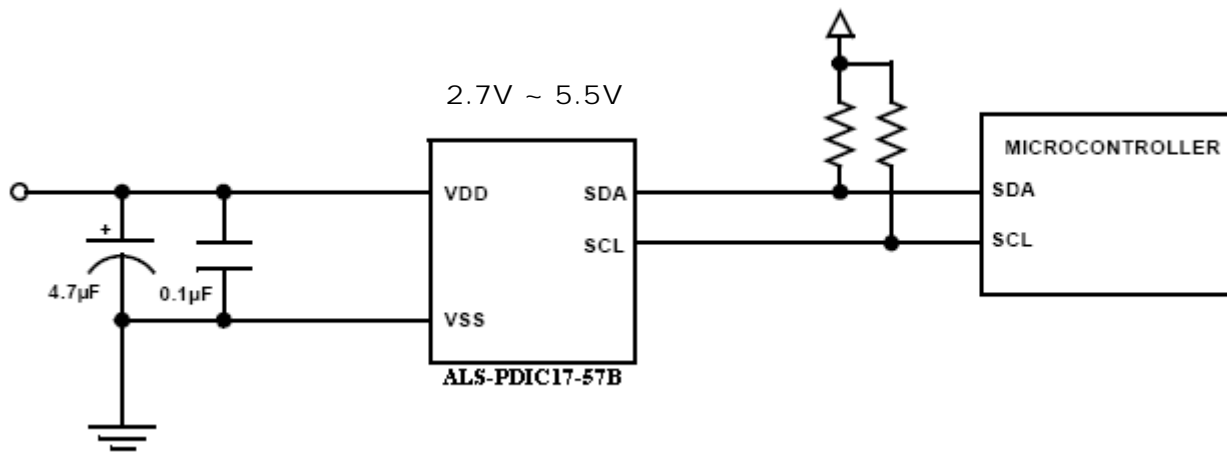 2.7V ~ 5.5V
MICROCONTROLLER
VDD
SDA
SDA
SCL
SCL
+
4.7µF
0.1µF
VSS
ALS-PDIC17-57B